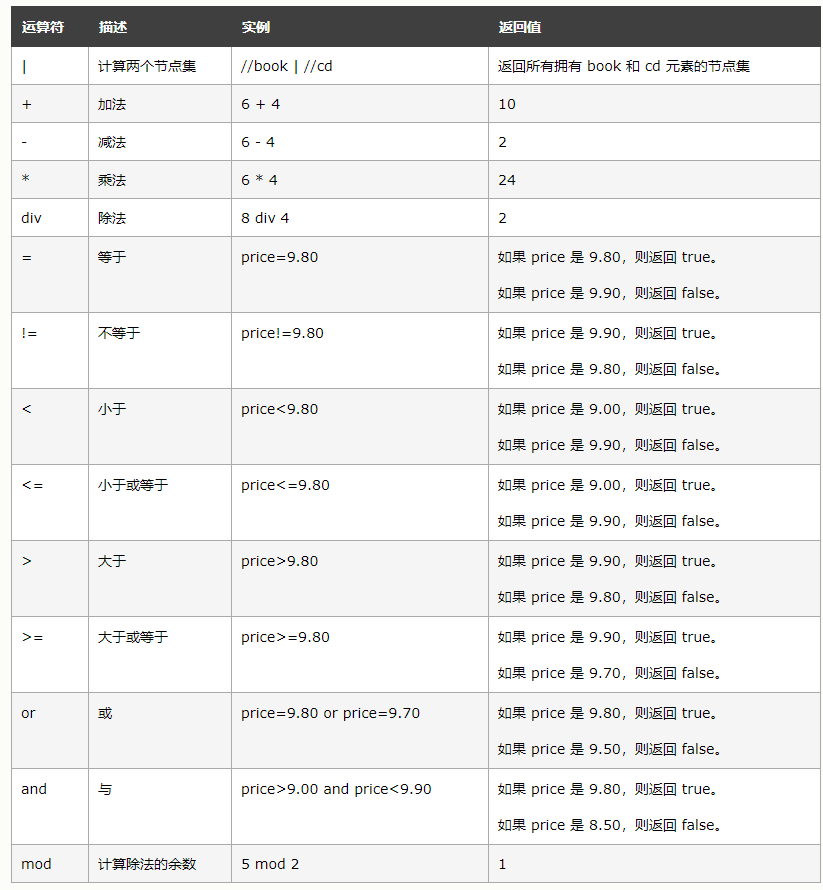 运算符 描述 实例 返回值
| 计算两个节点集 //book | //cd 返回所有拥有 book 和 cd 元素的节点集
+ 加法 6 + 4 10
- 减法 6 - 4 2
* 乘法 6 * 4 24
div 除法 8 div 4 2
= 等于 price=9.80 如果 price 是 9.80，则返回 true。
如果 price 是 9.90，则返回 false。
!= 不等于 price!=9.80 如果 price 是 9.90，则返回 true。
如果 price 是 9.80，则返回 false。
< 小于 price<9.80 如果 price 是 9.00，则返回 true。
如果 price 是 9.90，则返回 false。
<= 小于或等于 price<=9.80 如果 price 是 9.00，则返回 true。
如果 price 是 9.90，则返回 false。
> 大于 price>9.80 如果 price 是 9.90，则返回 true。
如果 price 是 9.80，则返回 false。
>= 大于或等于 price>=9.80 如果 price 是 9.90，则返回 true。
如果 price 是 9.70，则返回 false。
or 或 price=9.80 or price=9.70 如果 price 是 9.80，则返回 true。
如果 price 是 9.50，则返回 false。
and 与 price>9.00 and price<9.90 如果 price 是 9.80，则返回 true。
如果 price 是 8.50，则返回 false。
mod 计算除法的余数 5 mod 2 1